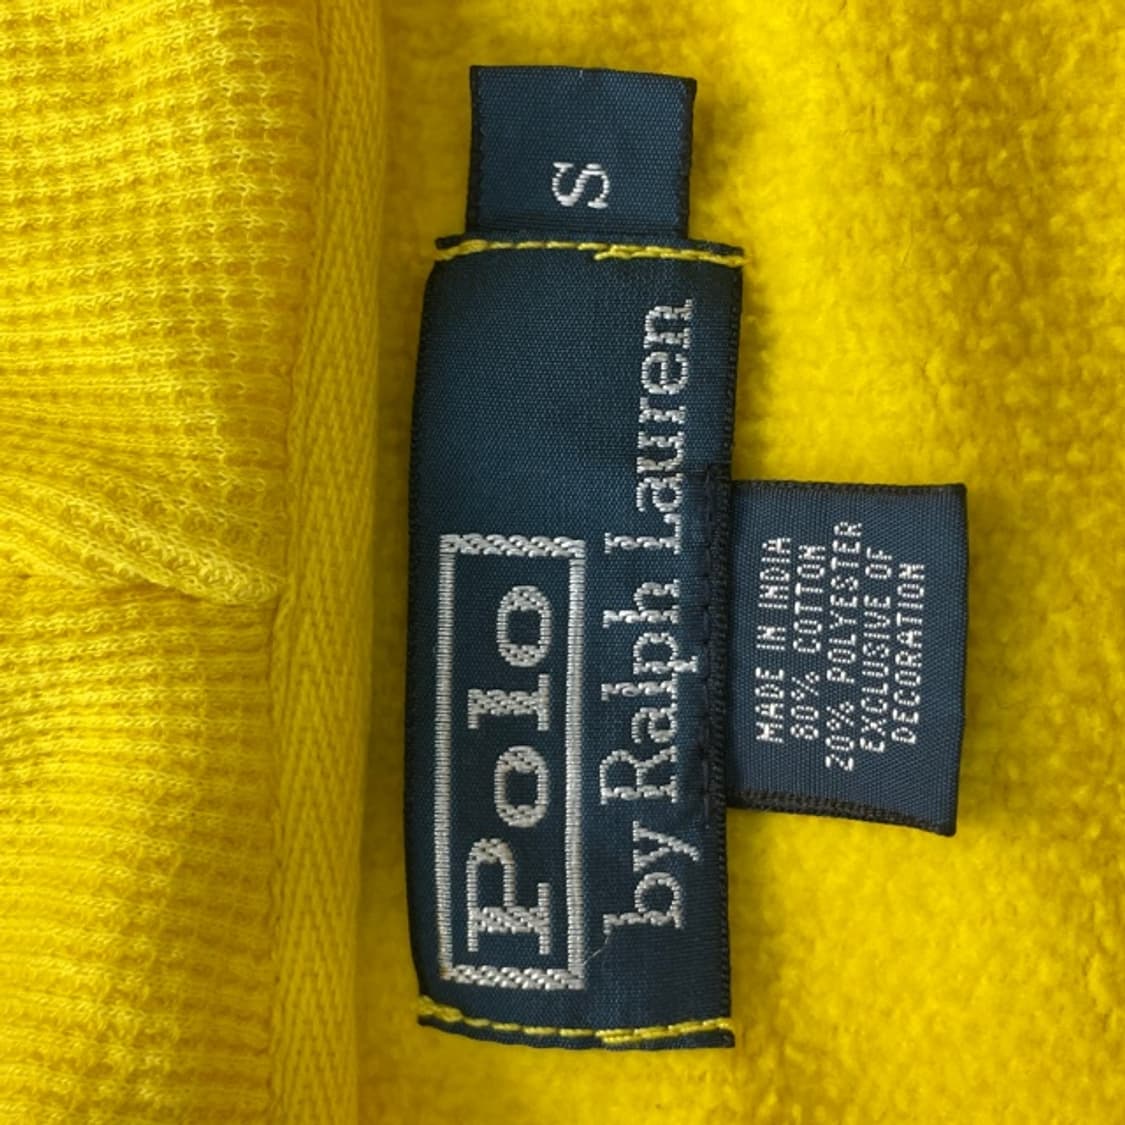 Polo
by Ralph Lauren
S
MADE IN INDIA
80% COTTON
20% POLYESTER
EXCLUSIVE OF
DECORATION